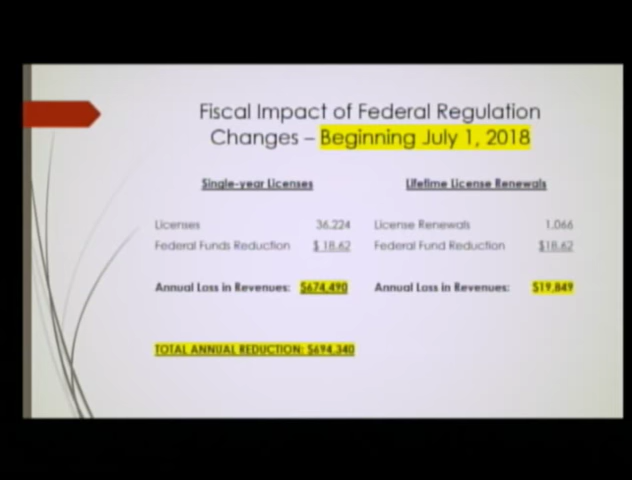 Fiscal Impact of Federal Regulation
Changes – Beginning July 1, 2018
Single-year Licenses
Lifetime License Renewals
Licenses 36,224
License Renewals 1,066
Federal Funds Reduction $ 18.62
Federal Fund Reduction $18.62
Annual Loss in Revenues: $674,490
Annual Loss in Revenues: $19,849
TOTAL ANNUAL REDUCTION: $694,340